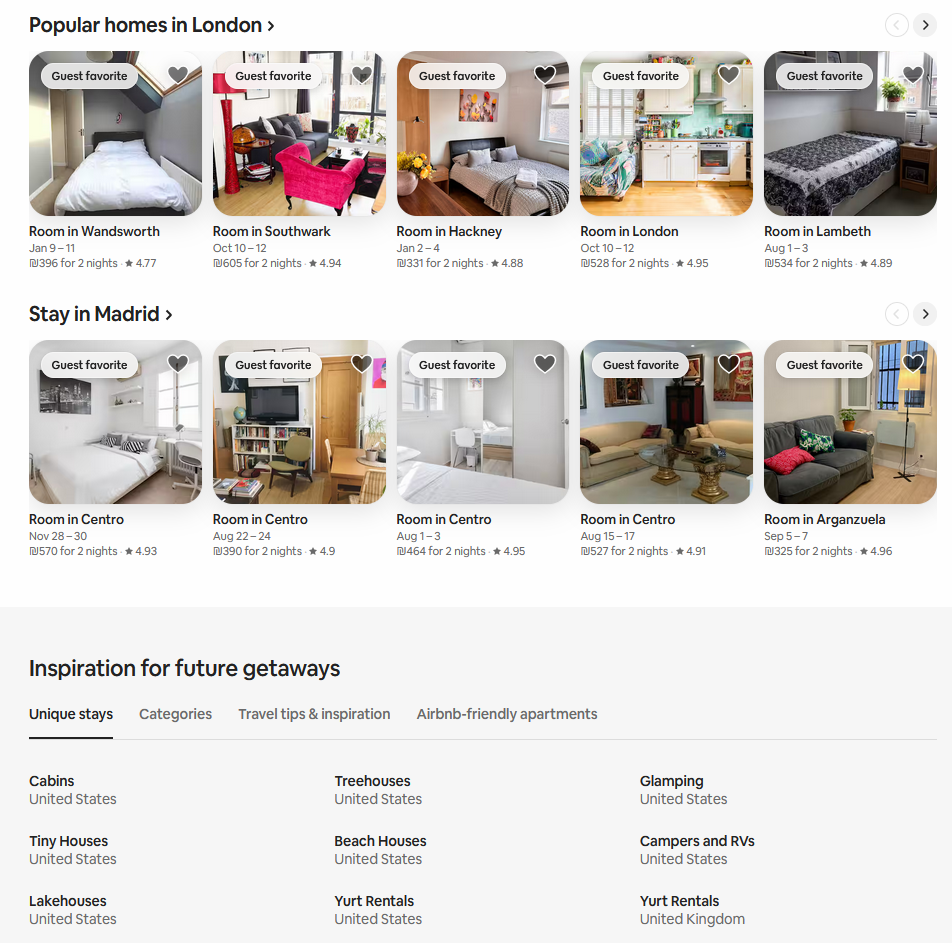 Popular homes in London
Guest favorite
Guest favorite
Guest favorite
Guest favorite
Guest favorite
Room in Wandsworth
Jan 9 – 11
₪396 for 2 nights · ★ 4.77
Room in Southwark
Oct 10 – 12
₪605 for 2 nights · ★ 4.94
Room in Hackney
Jan 2 – 4
₪331 for 2 nights · ★ 4.88
Room in London
Oct 10 – 12
₪528 for 2 nights · ★ 4.95
Room in Lambeth
Aug 1 – 3
₪534 for 2 nights · ★ 4.89
Stay in Madrid
Guest favorite
Guest favorite
Guest favorite
Guest favorite
Guest favorite
Room in Centro
Nov 28 – 30
₪570 for 2 nights · ★ 4.93
Room in Centro
Aug 22 – 24
₪390 for 2 nights · ★ 4.9
Room in Centro
Aug 1 – 3
₪464 for 2 nights · ★ 4.95
Room in Centro
Aug 15 – 17
₪527 for 2 nights · ★ 4.91
Room in Arganzuela
Sep 5 – 7
₪325 for 2 nights · ★ 4.96
Inspiration for future getaways
Unique stays
Categories
Travel tips & inspiration
Airbnb-friendly apartments
Cabins
United States
Treehouses
United States
Glamping
United States
Tiny Houses
United States
Beach Houses
United States
Campers and RVs
United States
Lakehouses
United States
Yurt Rentals
United States
Yurt Rentals
United Kingdom